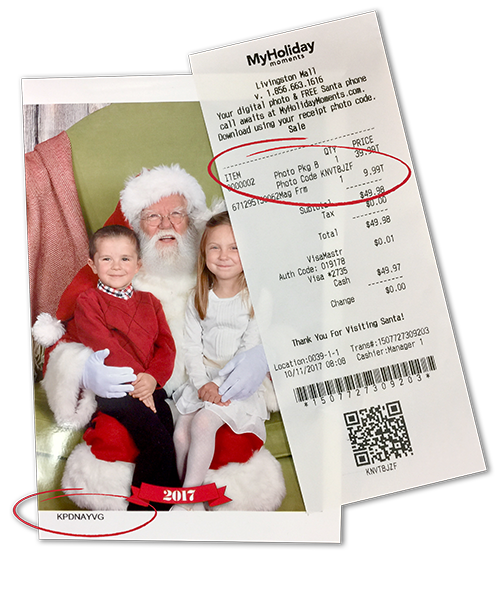 MyHoliday
moments
Livingston Mall
v. 1.856.663.1616
Your digital photo & FREE Santa phone
call awaits at MyHolidayMoments.com.
Download using your receipt photo code.
Sale
ITEM QTY PRICE
0000002 Photo Pkg B 1 39.99T
Photo Code KNVTBJZF
Mag Frm 1 9.99T
Subtotal $49.98
Tax $0.00
Total $49.98
VisaMastr $0.01
Auth Code: 019178
Visa *2735
Cash $49.97
Change $0.00
Thank You For Visiting Santa!
Location:0039-1-1 Trans#:1507727309203
10/11/2017 08:08 Cashier:Manager 1
*1507727309203*
KNVTBJZF
2017
KPDNAYVG